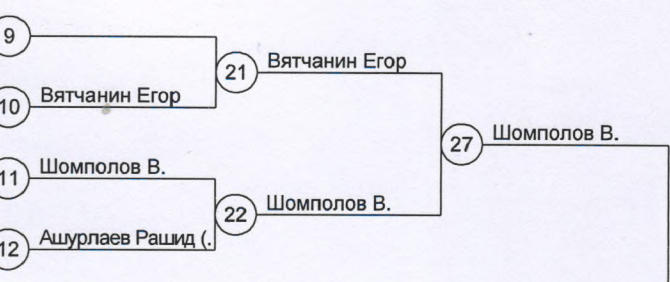 9
21
Вятчанин Егор
10
Вятчанин Егор
27
Шомполов В.
11
Шомполов В.
22
Шомполов В.
12
Ашурлаев Рашид (.